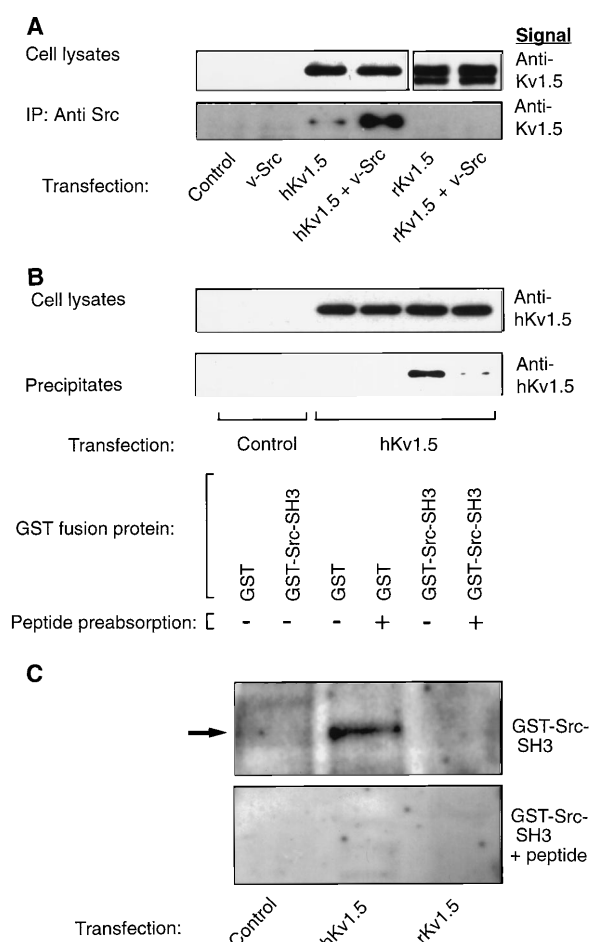 A
Signal
Cell lysates
Anti-
Kv1.5
IP: Anti Src
Anti-
Kv1.5
Transfection:
Control
v-Src
hKv1.5
hKv1.5 + v-Src
rKv1.5
rKv1.5 + v-Src
B
Cell lysates
Anti-
hKv1.5
Precipitates
Anti-
hKv1.5
Transfection:
Control
hKv1.5
GST fusion protein:
GST
GST-Src-SH3
GST
GST
GST-Src-SH3
GST-Src-SH3
Peptide preabsorption:
- - - + - +
C
GST-Src-
SH3
GST-Src-
SH3
+ peptide
Transfection:
Control
hKv1.5
rKv1.5